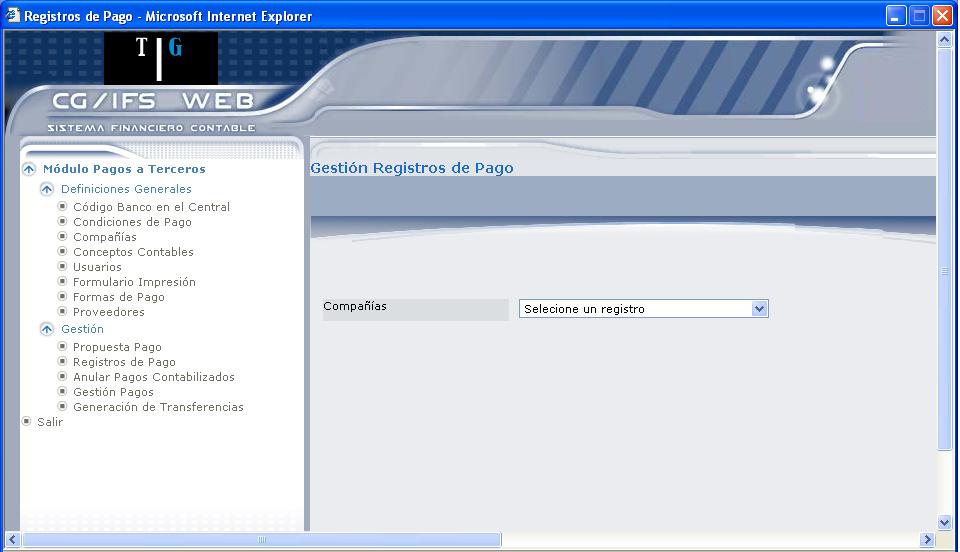 Registros de Pago - Microsoft Internet Explorer
T G
CG/IFS WEB
SISTEMA FINANCIERO CONTABLE
Módulo Pagos a Terceros
Definiciones Generales
Código Banco en el Central
Condiciones de Pago
Compañías
Conceptos Contables
Usuarios
Formulario Impresión
Formas de Pago
Proveedores
Gestión
Propuesta Pago
Registros de Pago
Anular Pagos Contabilizados
Gestión Pagos
Generación de Transferencias
Salir
Gestión Registros de Pago
Compañías
Selecione un registro